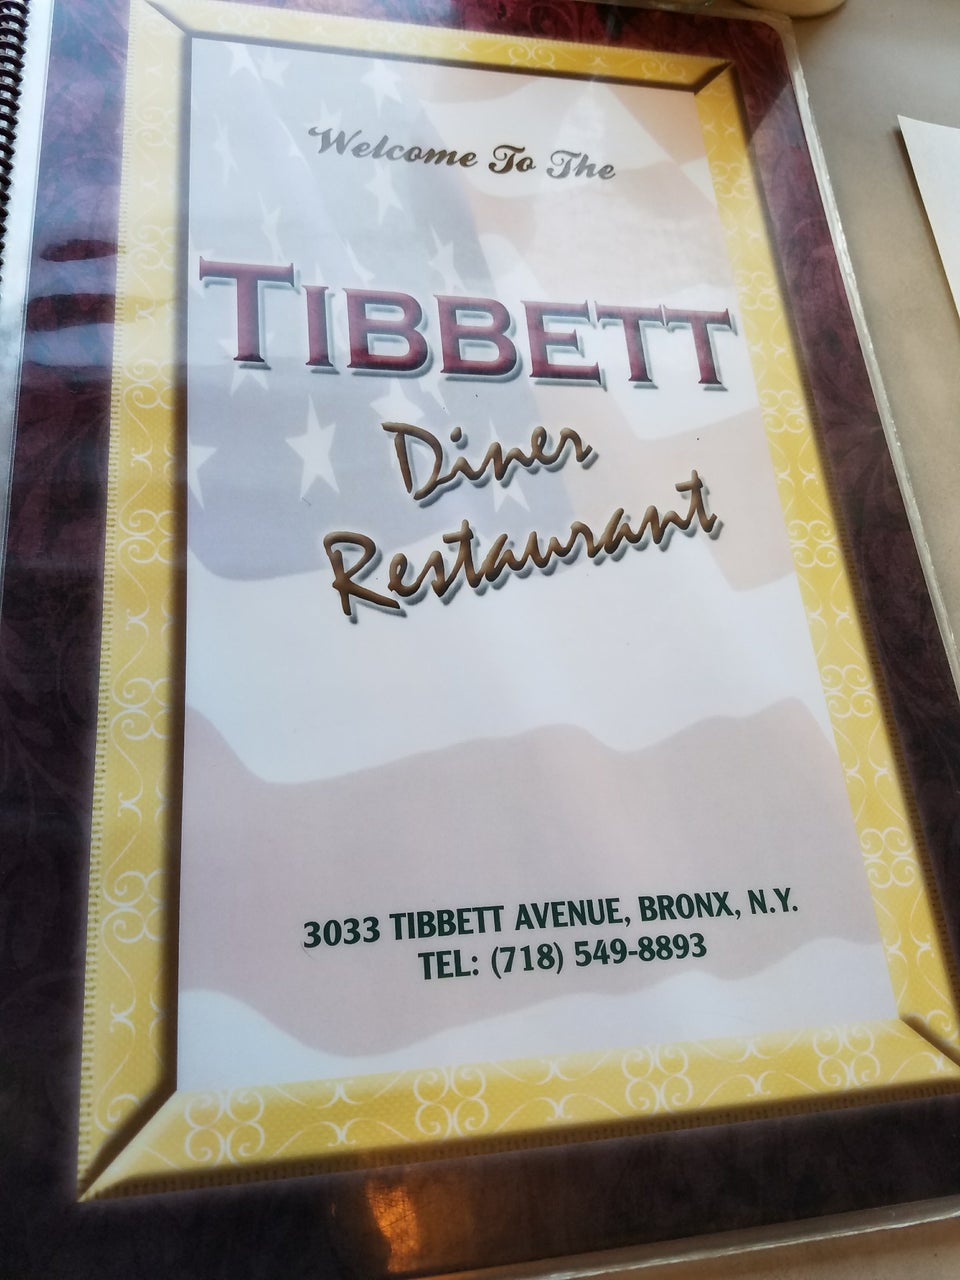 Welcome To The
TIBBETT
Diner
Restaurant
3033 TIBBETT AVENUE, BRONX, N.Y.
TEL: (718) 549-8893